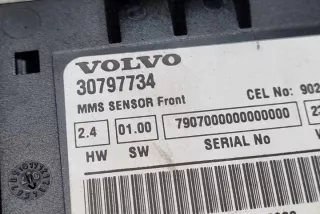 VOLVO
30797734
MMS SENSOR Front CEL No: 902
2.4 01.00 7907000000000000
HW SW SERIAL No